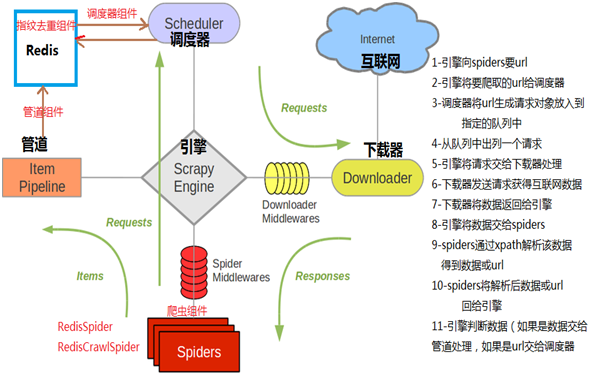 指纹去重组件
Redis
调度器组件
Scheduler
调度器
Internet
互联网
管道组件
管道
Item
Pipeline
引擎
Scrapy
Engine
Requests
下载器
Downloader
Downloader
Middlewares
Requests
Spider
Middlewares
Items
Responses
爬虫组件
RedisSpider
RedisCrawlSpider
Spiders
1-引擎向spiders要url
2-引擎将要爬取的url给调度器
3-调度器将url生成请求对象放入到
指定的队列中
4-从队列中出列一个请求
5-引擎将请求交给下载器处理
6-下载器发送请求获得互联网数据
7-下载器将数据返回给引擎
8-引擎将数据交给spiders
9-spiders通过xpath解析该数据
得到数据或url
10-spiders将解析后数据或url
回给引擎
11-引擎判断数据（如果是数据交给
管道处理，如果是url交给调度器